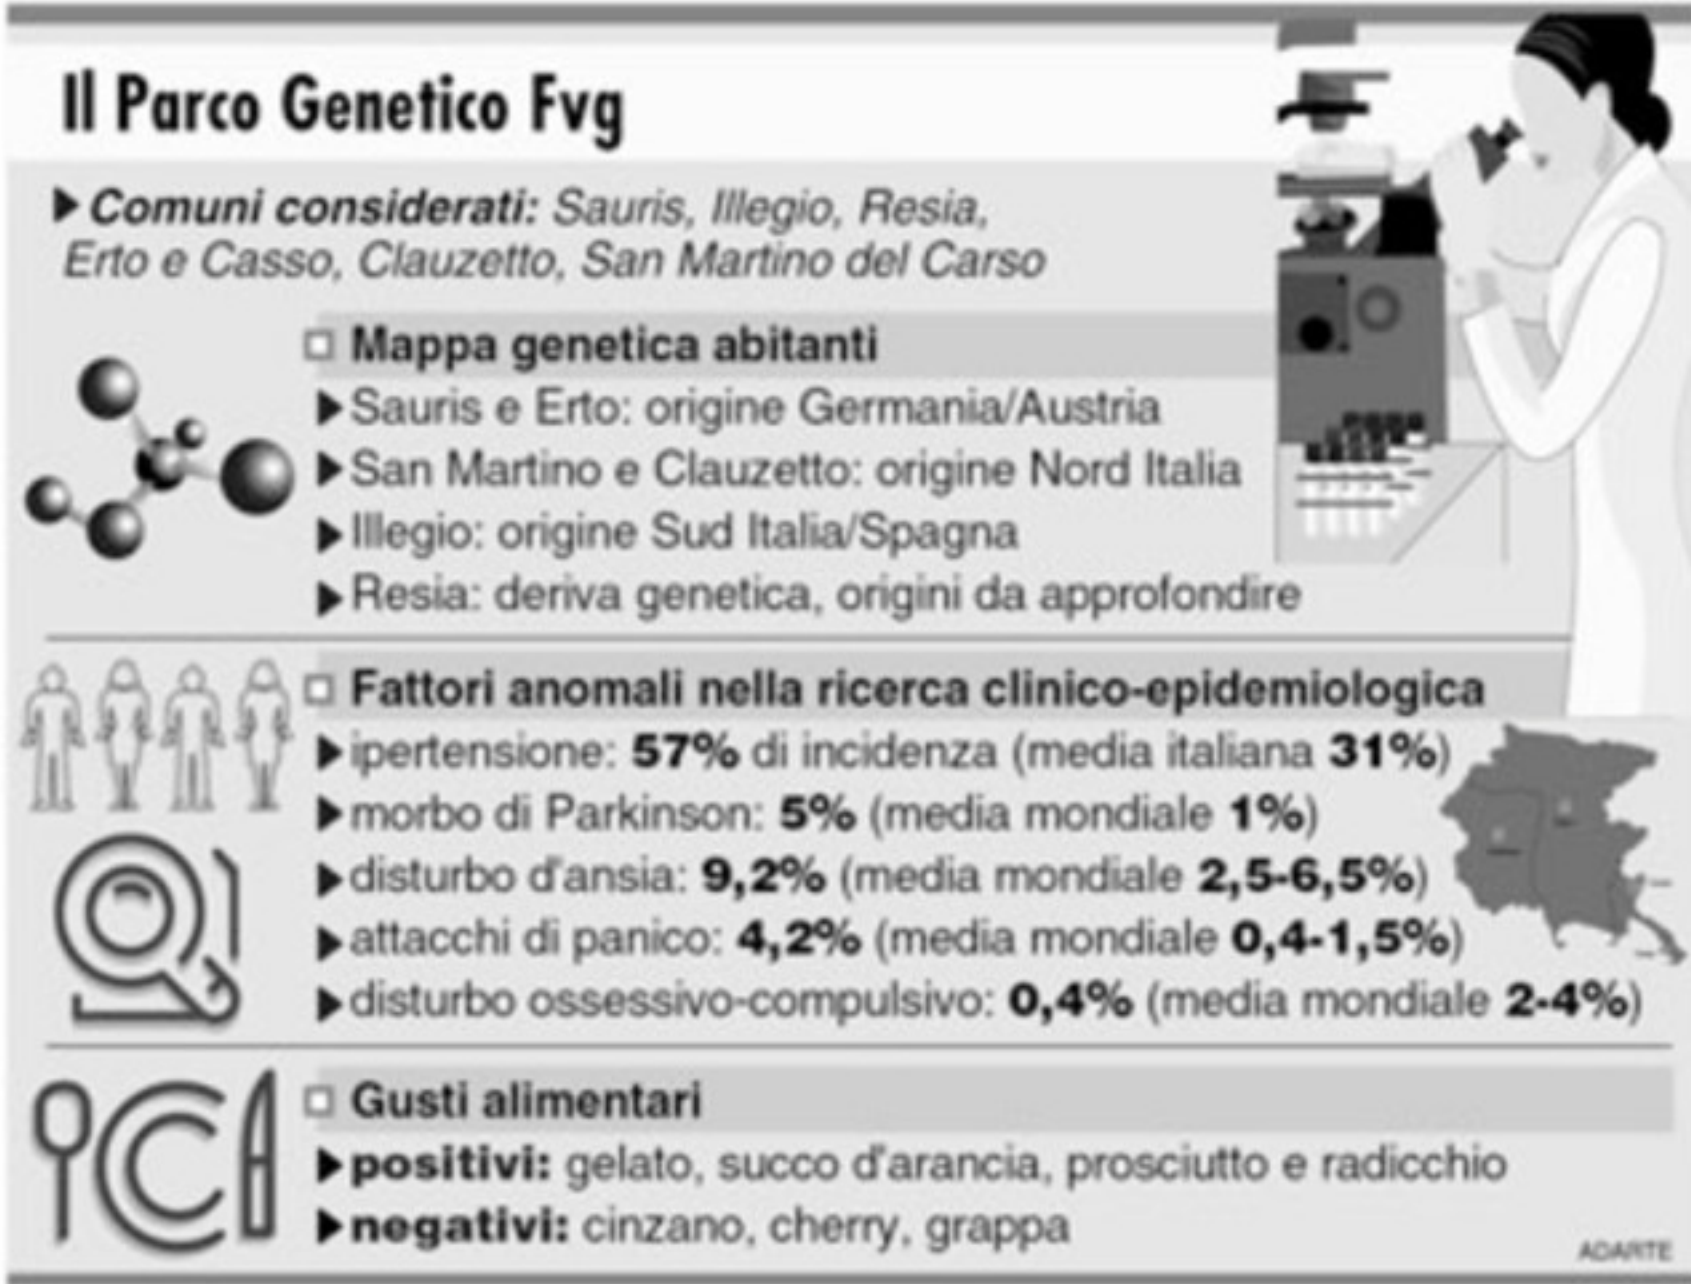 Il Parco Genetico Fvg
Comuni considerati: Sauris, Illegio, Resia,
Erto e Casso, Clauzetto, San Martino del Carso
Mappa genetica abitanti
Sauris e Erto: origine Germania/Austria
San Martino e Clauzetto: origine Nord Italia
Illegio: origine Sud Italia/Spagna
Resia: deriva genetica, origini da approfondire
Fattori anomali nella ricerca clinico-epidemiologica
ipertensione: 57% di incidenza (media italiana 31%)
morbo di Parkinson: 5% (media mondiale 1%)
disturbo d'ansia: 9,2% (media mondiale 2,5-6,5%)
attacchi di panico: 4,2% (media mondiale 0,4-1,5%)
disturbo ossessivo-compulsivo: 0,4% (media mondiale 2-4%)
Gusti alimentari
positivi: gelato, succo d'arancia, prosciutto e radicchio
negativi: cinzano, cherry, grappa
ADARTE